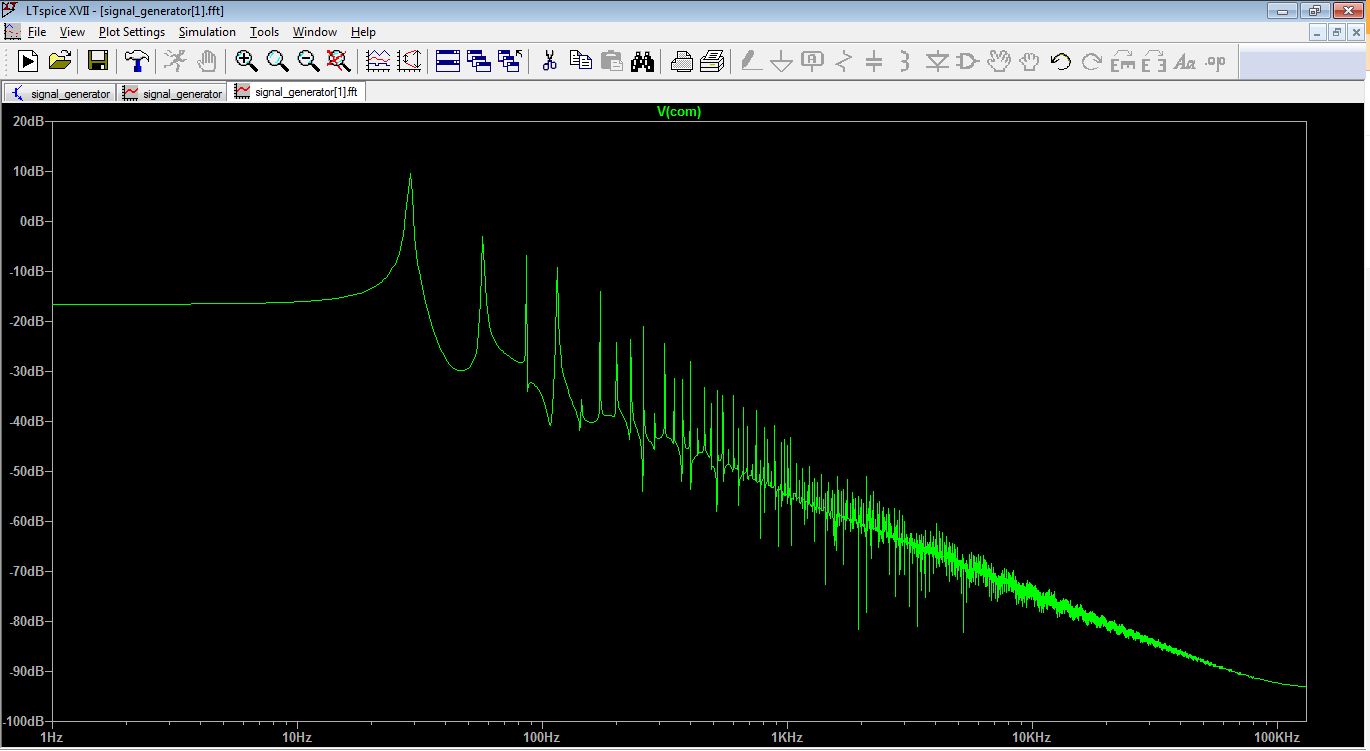 LTspice XVII - [signal_generator[1].fft]
File View Plot Settings Simulation Tools Window Help
signal_generator signal_generator signal_generator[1].fft
V(com)
20dB
10dB
0dB
-10dB
-20dB
-30dB
-40dB
-50dB
-60dB
-70dB
-80dB
-90dB
-100dB
1Hz 10Hz 100Hz 1KHz 10KHz 100KHz